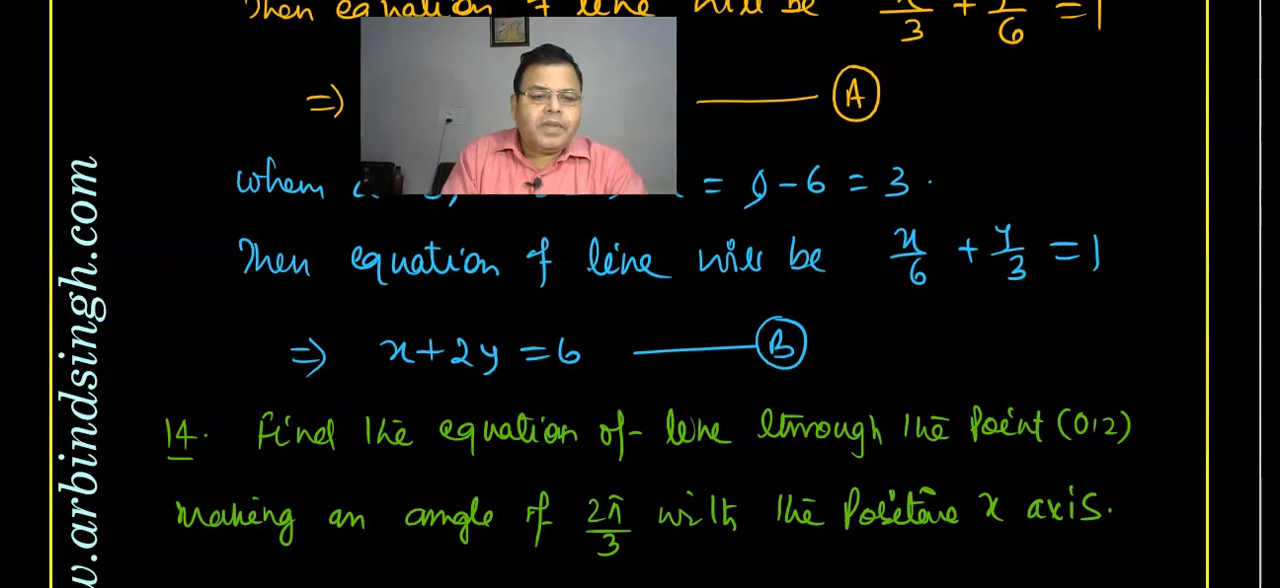 Then equation of line will be x/3 + y/6 = 1
⇒ ——— (A)
when = 9 - 6 = 3.
Then equation of line will be x/6 + y/3 = 1
⇒ x + 2y = 6 ——— (B)
14. Find the equation of line through the point (0,2)
making an angle of 2π/3 with the positive x axis.
w.arbindsingh.com